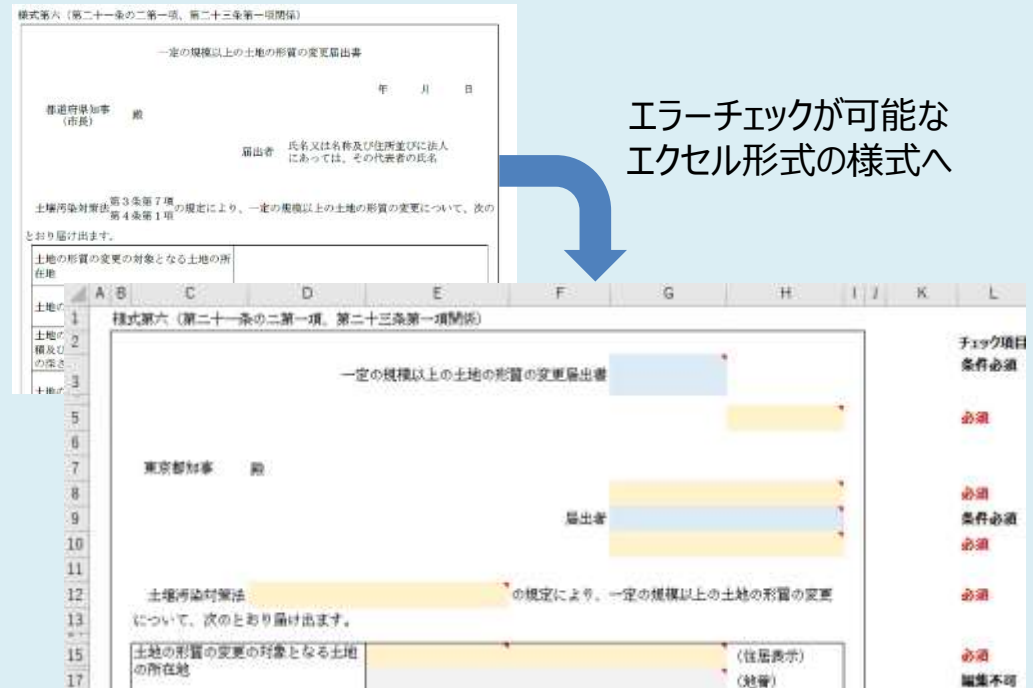 様式第六（第二十一条の二第一項、第二十三条第一項関係）
一定の規模以上の土地の形質の変更届出書
年 月 日
都道府県知事
（市長） 殿
届出者 氏名又は名称及び住所並びに法人
にあっては、その代表者の氏名
土壌汚染対策法 第３条第７項
第４条第１項 の規定により、一定の規模以上の土地の形質の変更について、次の
とおり届け出ます。
土地の形質の変更の対象となる土地の所
在地
エラーチェックが可能な
エクセル形式の様式へ
A B C D E F G H I J K L
1 様式第六（第二十一条の二第一項、第二十三条第一項関係）
2 チェック項目
3 一定の規模以上の土地の形質の変更届出書 条件必須
5 必須
6
7 東京都知事 殿
8 必須
9 届出者 条件必須
10 必須
11
12 土壌汚染対策法 の規定により、一定の規模以上の土地の形質の変更 必須
13 について、次のとおり届け出ます。
15 土地の形質の変更の対象となる土地 （住居表示） 必須
の所在地
17 （地番） 編集不可